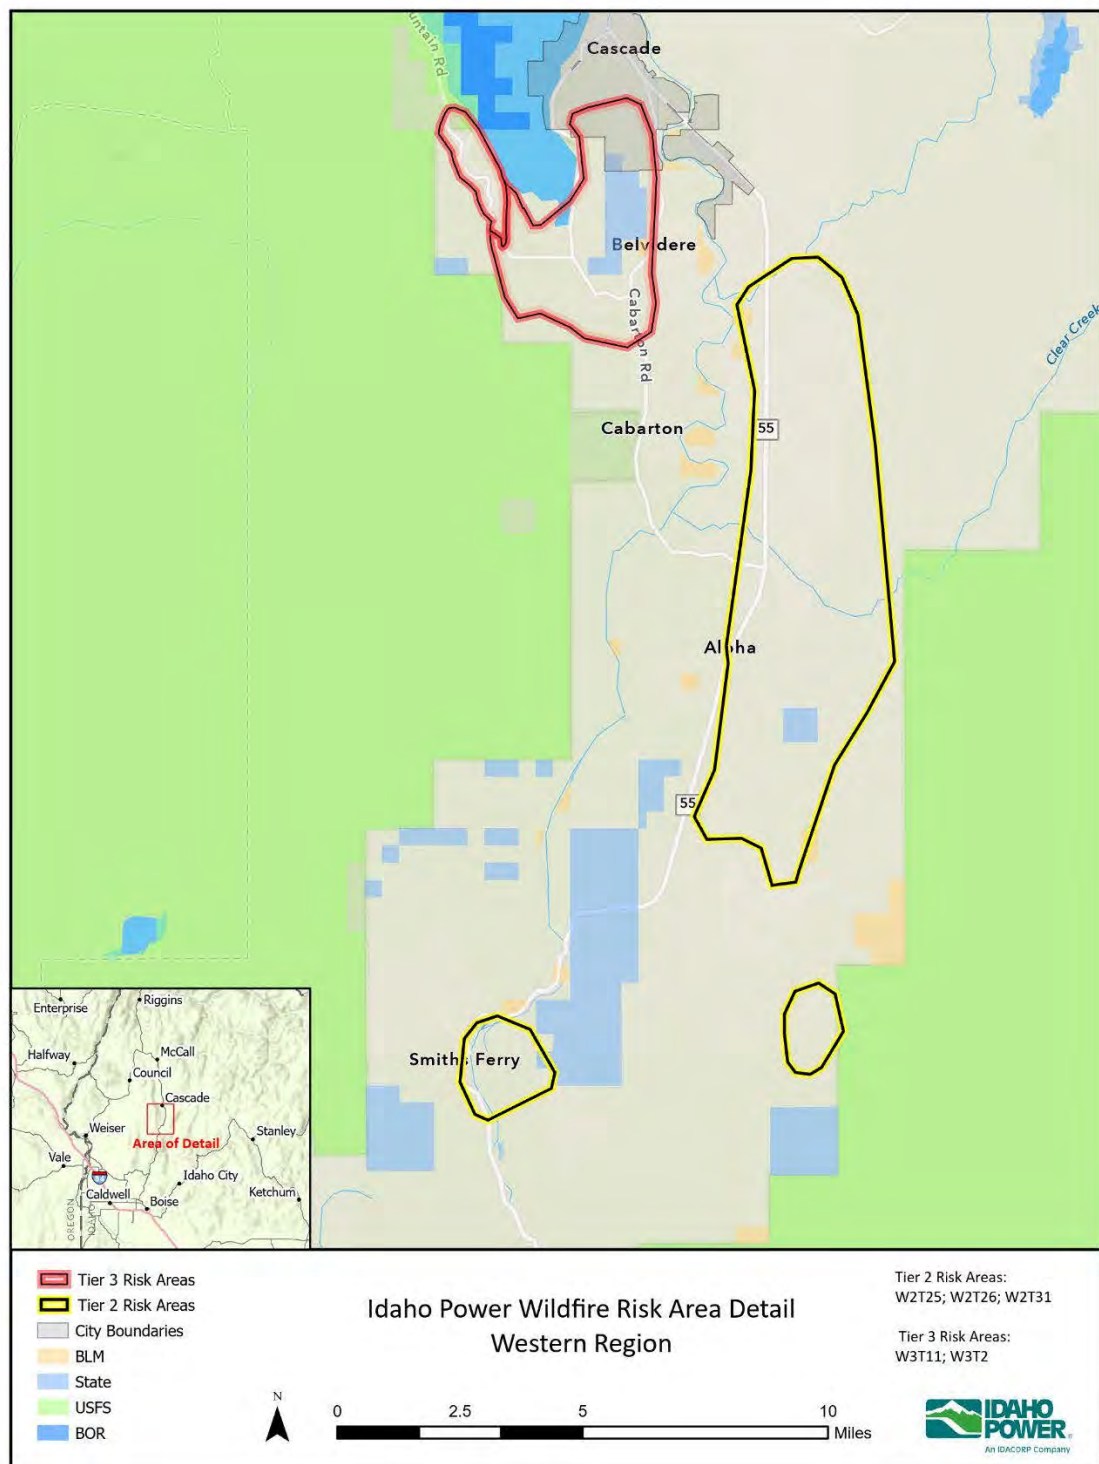 Cascade
untain Rd
Belvidere
Cabarton Rd
Clear Creek
Cabarton
55
Alpha
55
Smiths Ferry
Enterprise
Riggins
Halfway
McCall
Council
Cascade
Area of Detail
Weiser
Stanley
Vale
Idaho City
Caldwell
Boise
Ketchum
OREGON
IDAHO
Tier 3 Risk Areas
Tier 2 Risk Areas
City Boundaries
BLM
State
USFS
BOR
Idaho Power Wildfire Risk Area Detail
Western Region
N
0 2.5 5 10
Miles
Tier 2 Risk Areas:
W2T25; W2T26; W2T31
Tier 3 Risk Areas:
W3T11; W3T2
IDAHO
POWER®
An IDACORP Company